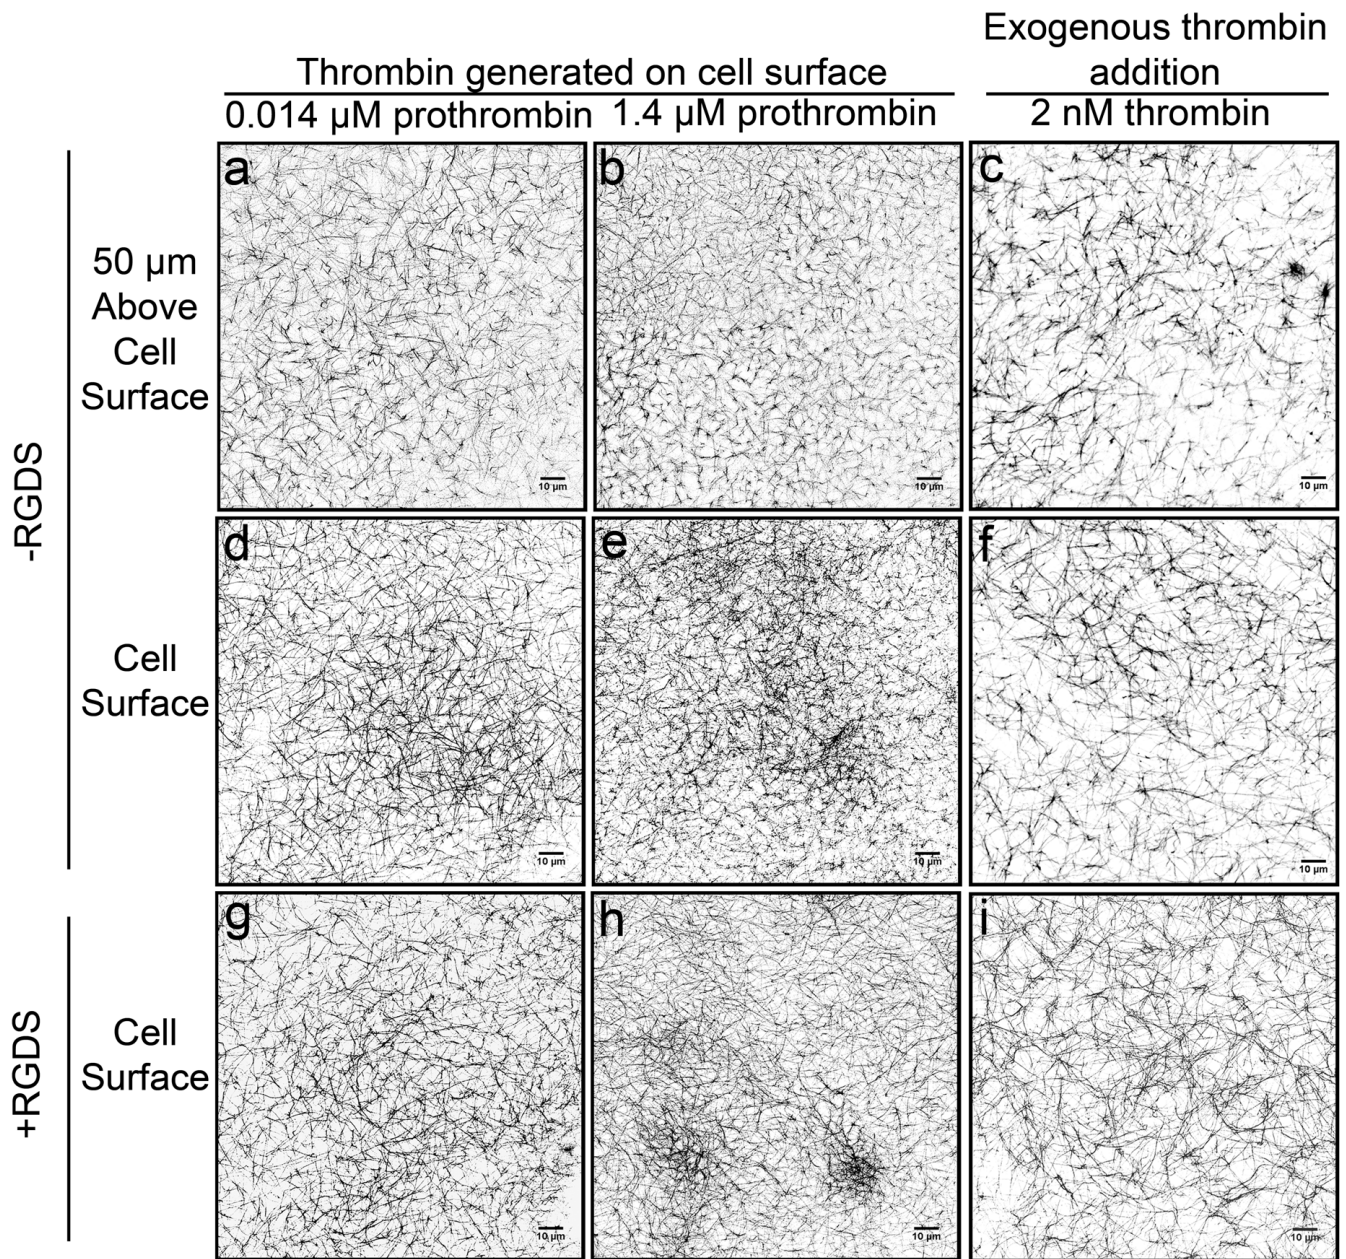 Exogenous thrombin
addition
Thrombin generated on cell surface
0.014 µM prothrombin 1.4 µM prothrombin 2 nM thrombin
-RGDS
50 µm
Above
Cell
Surface
a
b
c
10 µm
10 µm
10 µm
Cell
Surface
d
e
f
10 µm
10 µm
10 µm
+RGDS
Cell
Surface
g
h
i
10 µm
10 µm
10 µm